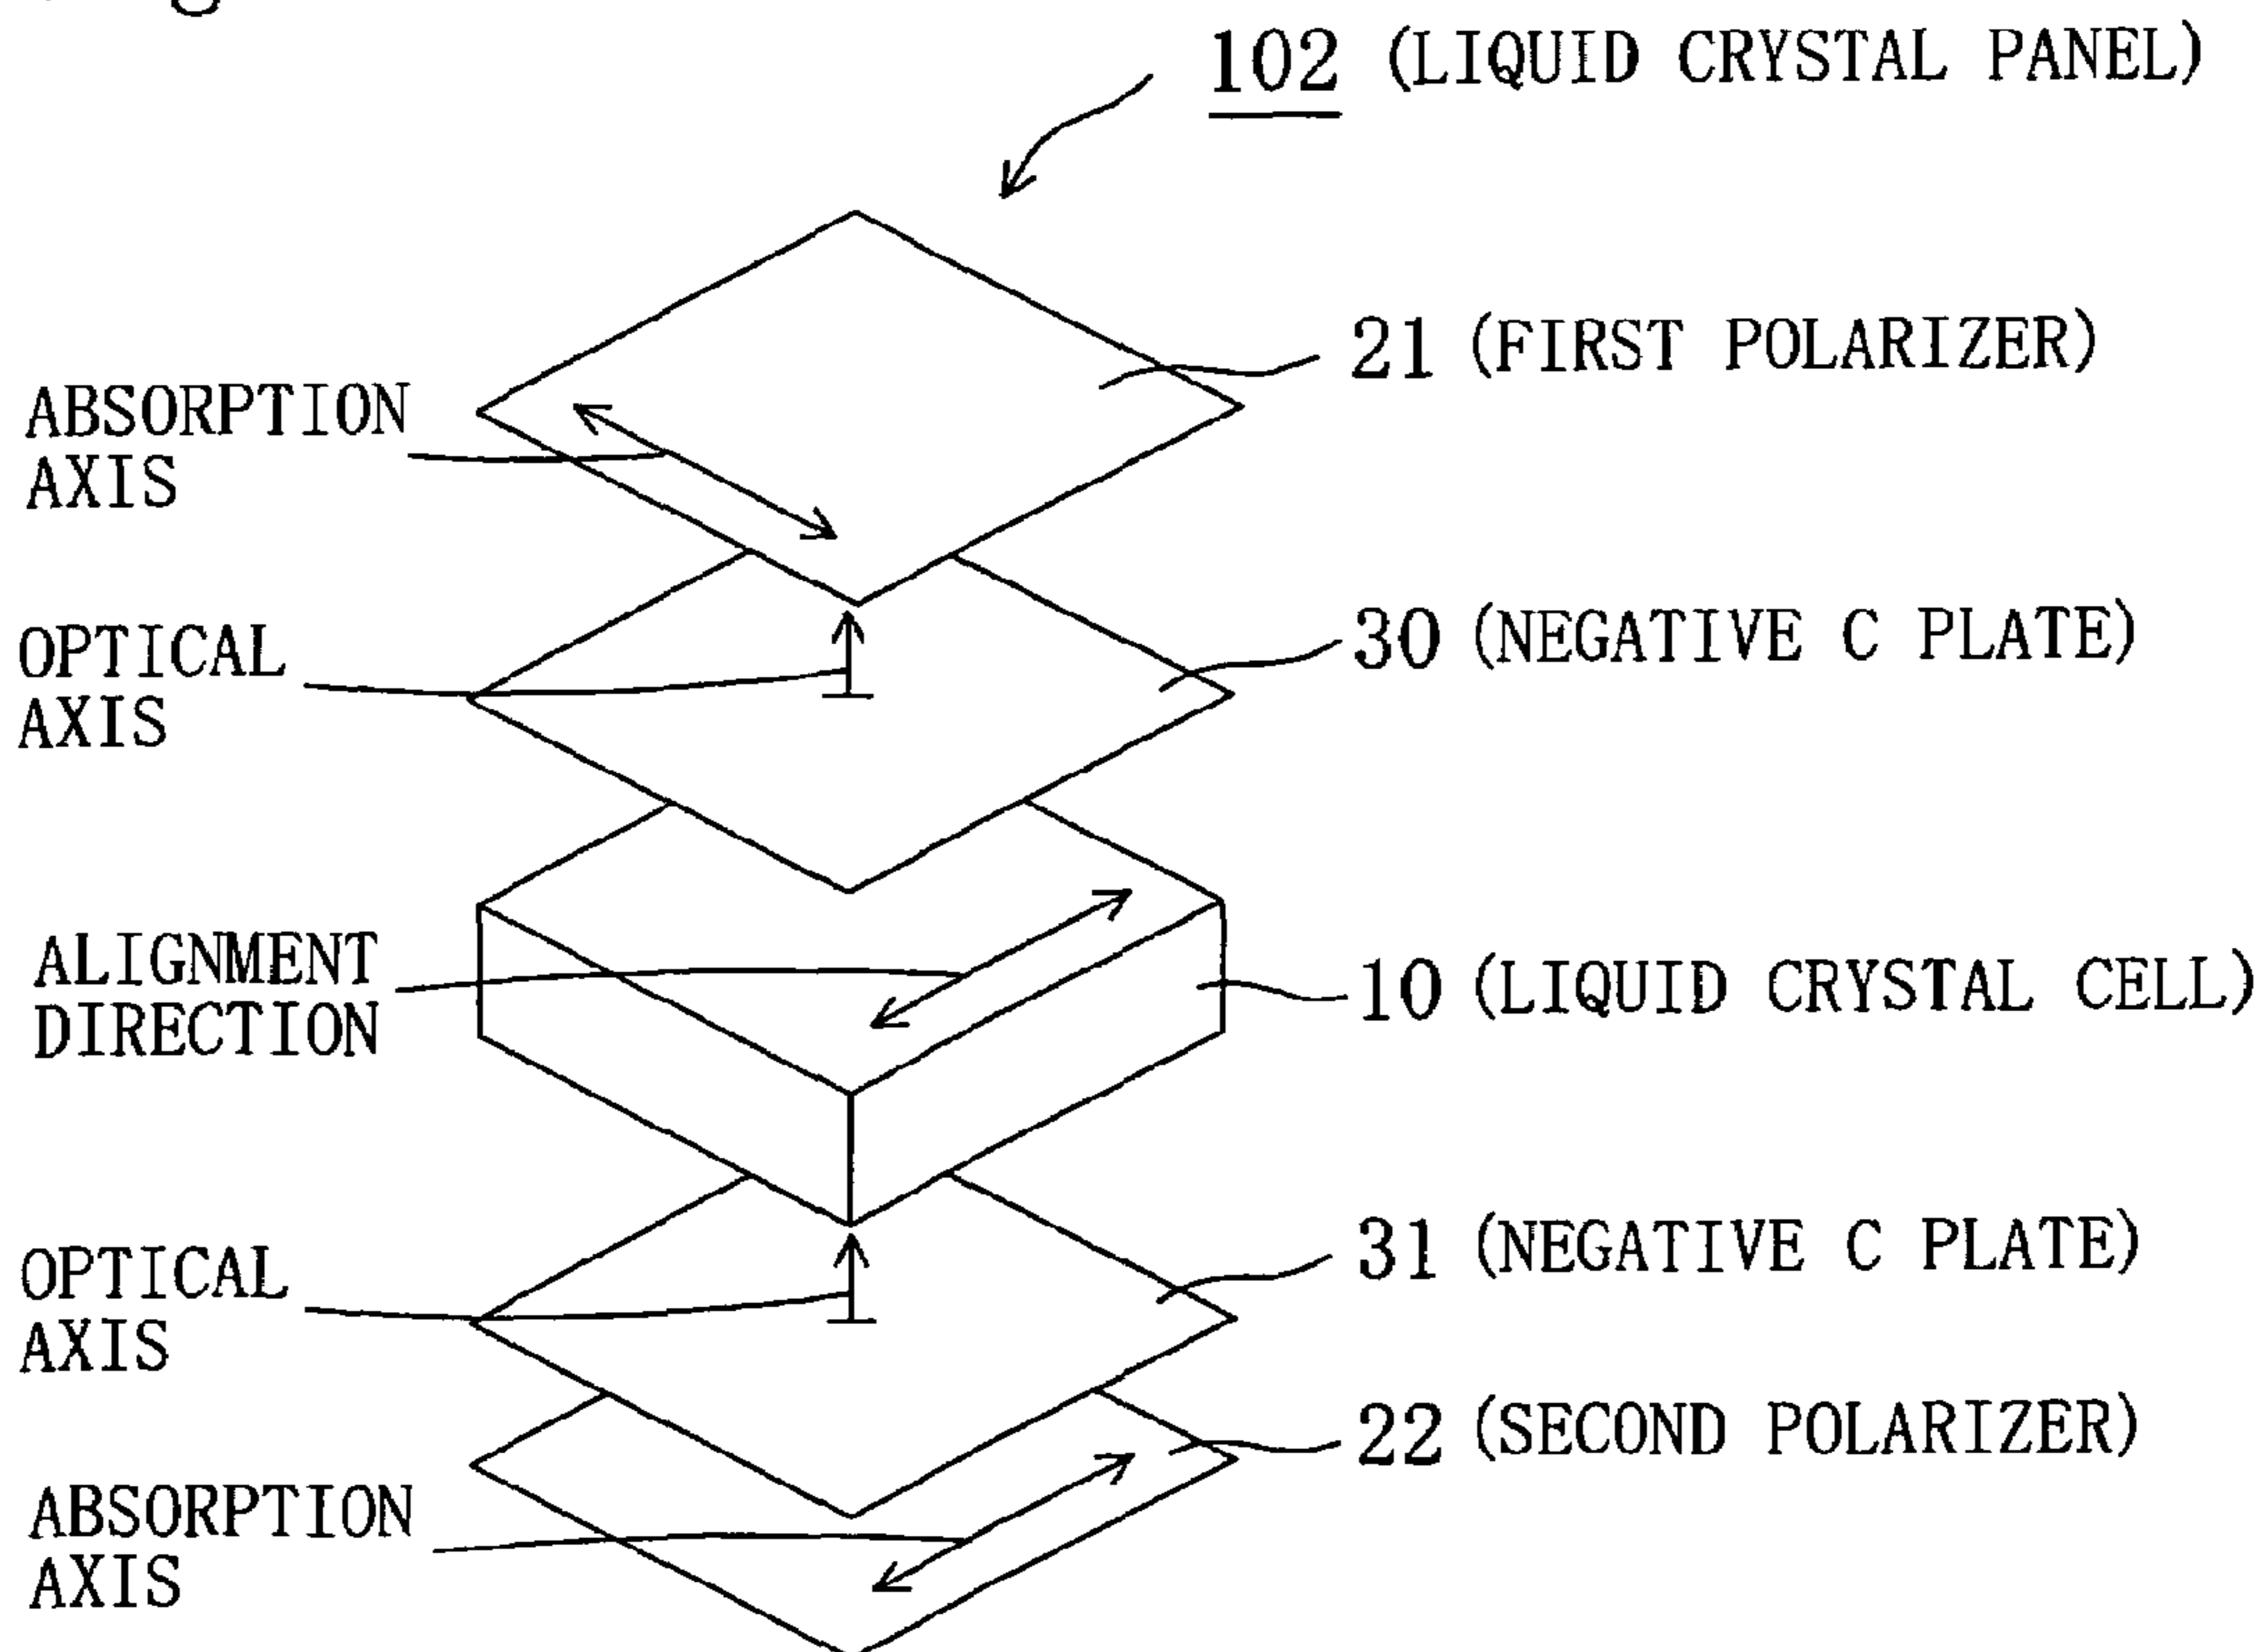 102 (LIQUID CRYSTAL PANEL)
21 (FIRST POLARIZER)
ABSORPTION
AXIS
30 (NEGATIVE C PLATE)
OPTICAL
AXIS
10 (LIQUID CRYSTAL CELL)
ALIGNMENT
DIRECTION
31 (NEGATIVE C PLATE)
OPTICAL
AXIS
22 (SECOND POLARIZER)
ABSORPTION
AXIS